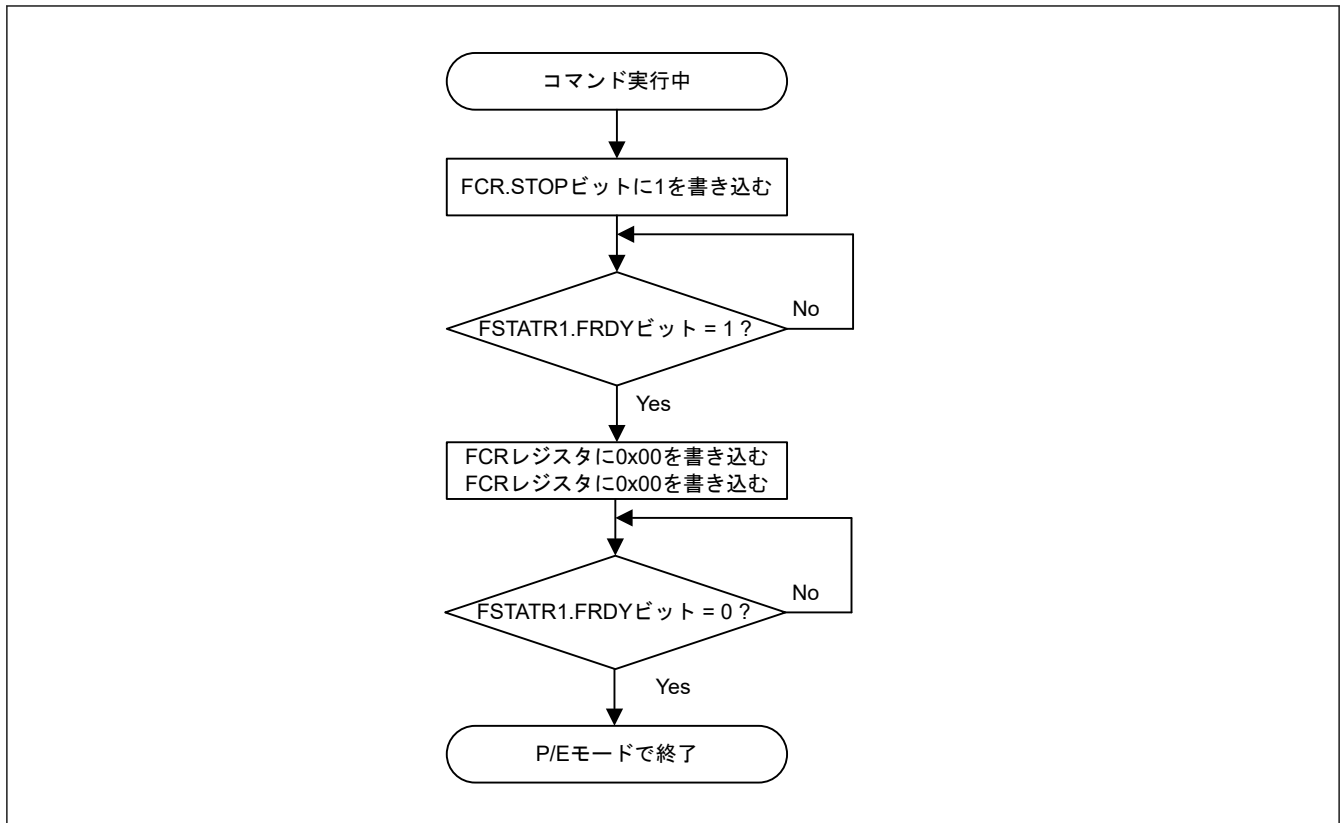 コマンド実行中
FCR.STOPビットに1を書き込む
No
FSTATR1.FRDYビット = 1 ?
Yes
FCRレジスタに0x00を書き込む
FCRレジスタに0x00を書き込む
No
FSTATR1.FRDYビット = 0 ?
Yes
P/Eモードで終了